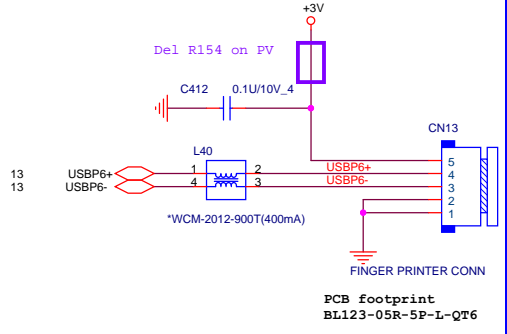 +3V
Del R154 on PV
C412 0.1U/10V_4
CN13
L40
13 USBP6+ 1 2 USBP6+ 5
13 USBP6- 4 3 USBP6- 4
3
2
1
*WCM-2012-900T(400mA)
FINGER PRINTER CONN
PCB footprint
BL123-05R-5P-L-QT6